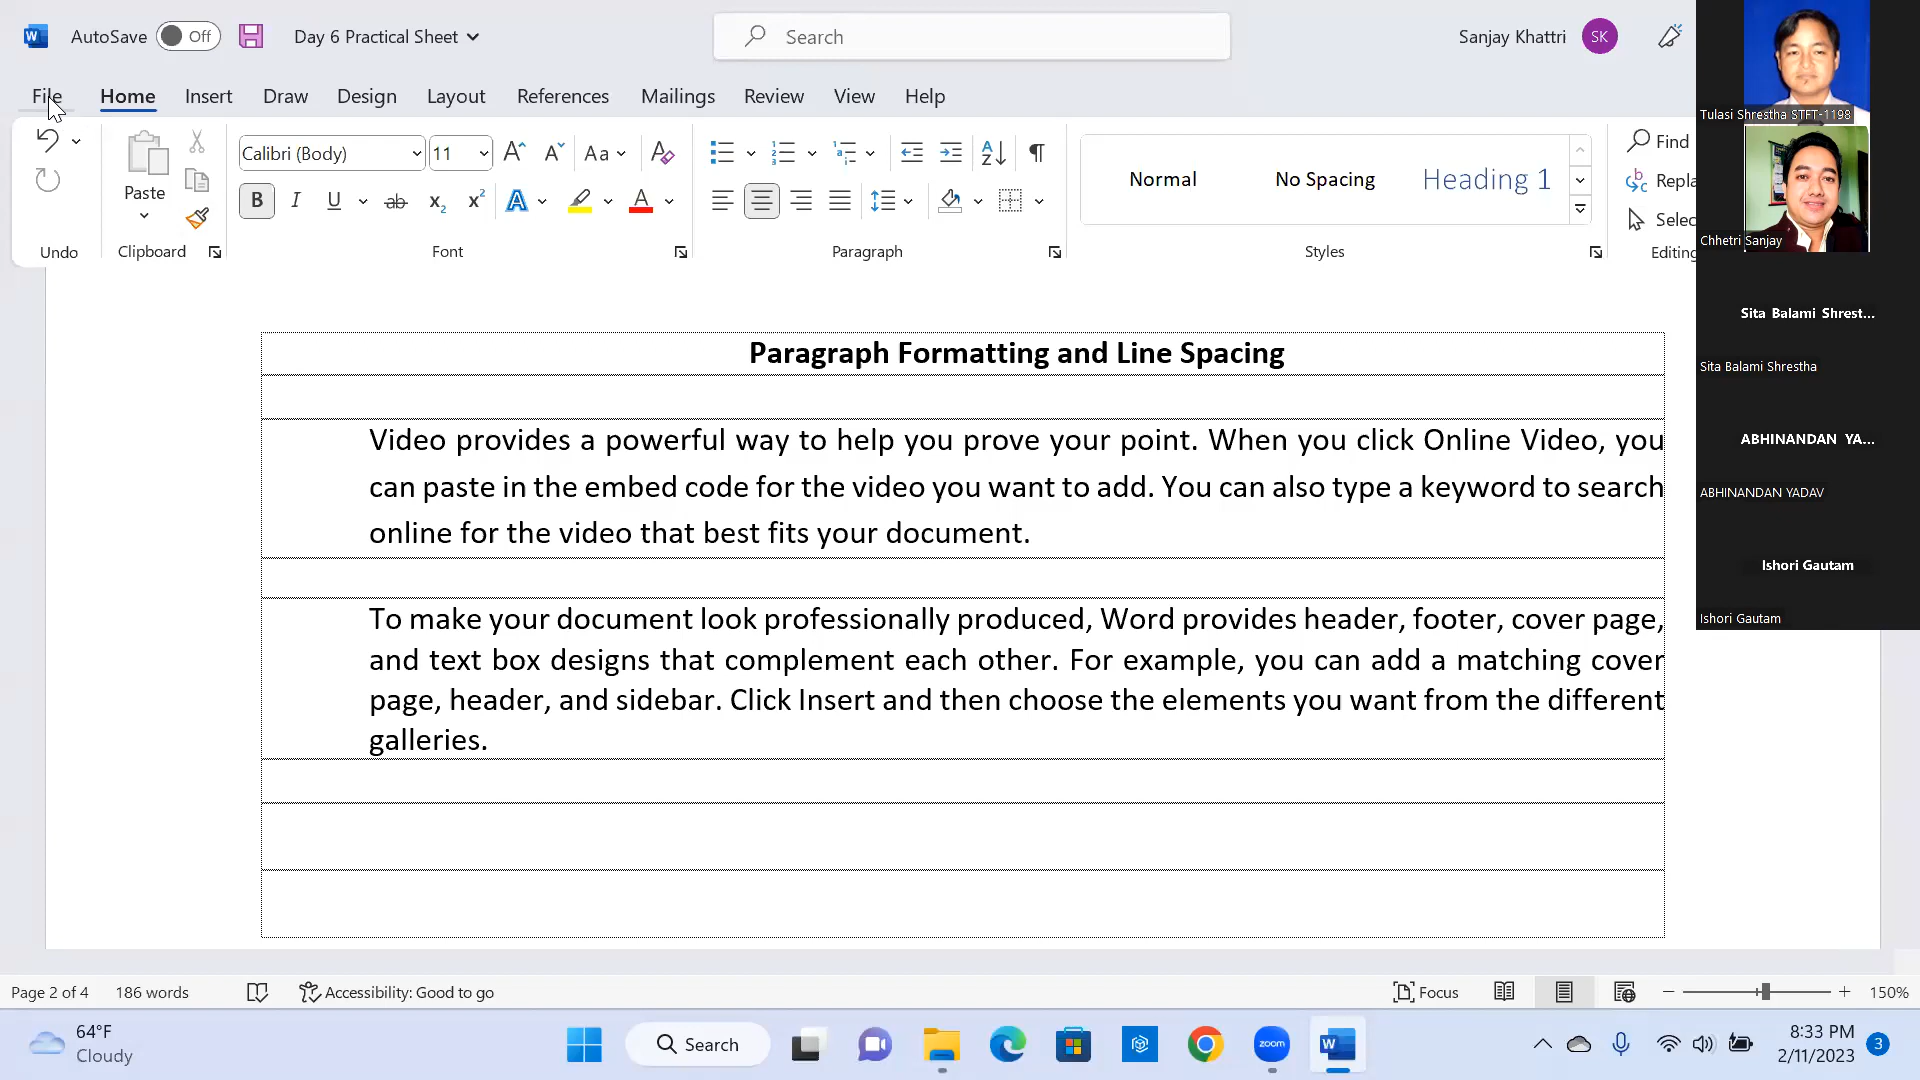 AutoSave Off Day 6 Practical Sheet Search Sanjay Khattri SK
File Home Insert Draw Design Layout References Mailings Review View Help
Calibri (Body) 11 Aa
Paste
Normal No Spacing Heading 1
Find
Repla
Selec
Undo Clipboard Font Paragraph Styles Editing
Paragraph Formatting and Line Spacing
Video provides a powerful way to help you prove your point. When you click Online Video, you
can paste in the embed code for the video you want to add. You can also type a keyword to search
online for the video that best fits your document.
To make your document look professionally produced, Word provides header, footer, cover page,
and text box designs that complement each other. For example, you can add a matching cover
page, header, and sidebar. Click Insert and then choose the elements you want from the different
galleries.
Tulasi Shrestha STFT-1198
Chhetri Sanjay
Sita Balami Shrest...
Sita Balami Shrestha
ABHINANDAN YA...
ABHINANDAN YADAV
Ishori Gautam
Ishori Gautam
Page 2 of 4 186 words Accessibility: Good to go Focus 150%
64°F
Cloudy
Search
zoom
8:33 PM
2/11/2023
3